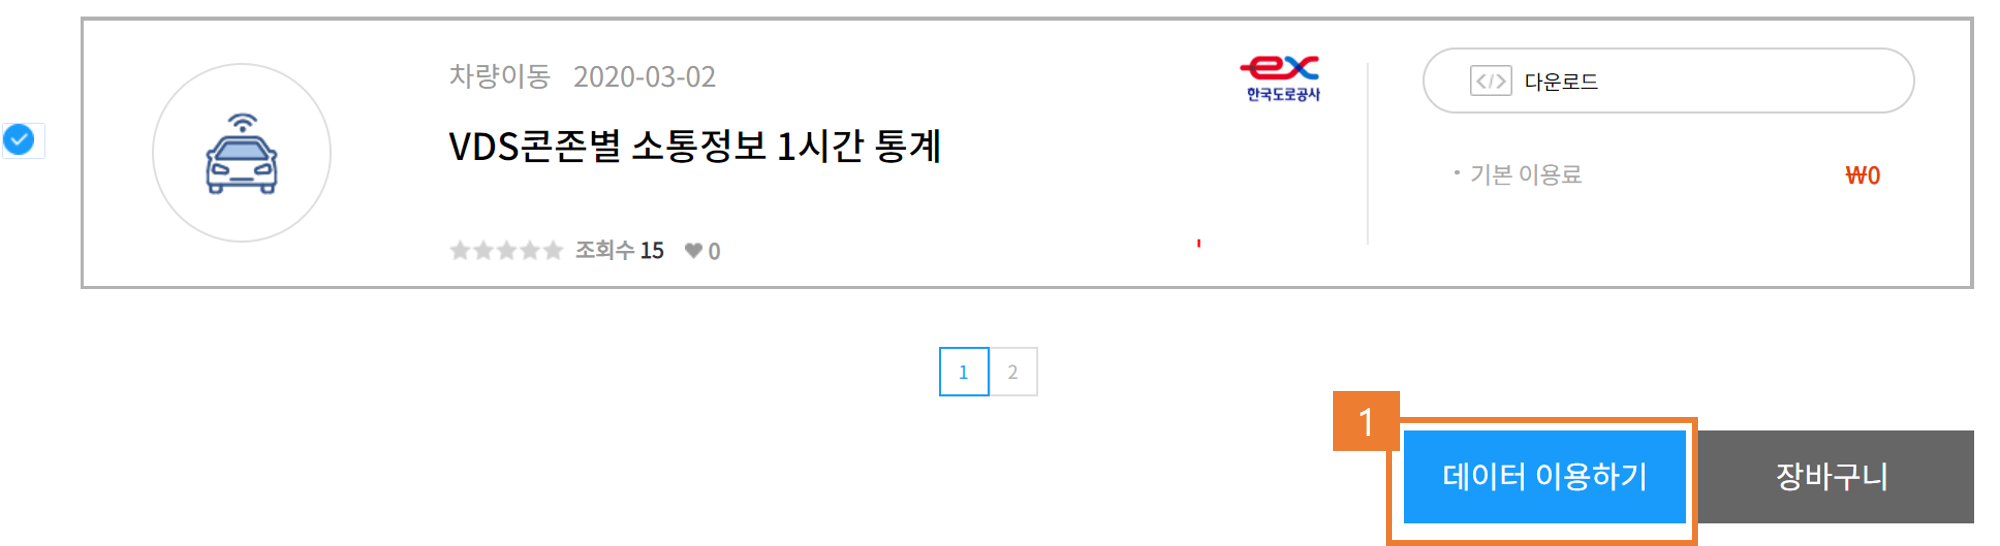 차량이동 2020-03-02
VDS콘존별 소통정보 1시간 통계
조회수 15 0
ex
한국도로공사
</> 다운로드
· 기본 이용료 ₩0
1 2
1
데이터 이용하기 장바구니